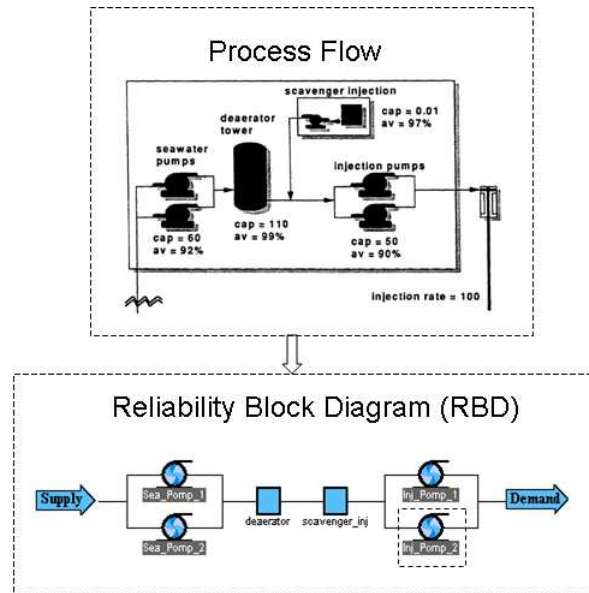 Process Flow
scavenger injection
cap = 0.01
av = 97%
deaerator
tower
seawater
pumps
injection pumps
cap = 110
av = 99%
cap = 60
av = 92%
cap = 50
av = 90%
injection rate = 100
Reliability Block Diagram (RBD)
Supply
Sea_Pomp_1
Sea_Pomp_2
deaerator
scavenger_inj
Inj_Pomp_1
Inj_Pomp_2
Demand